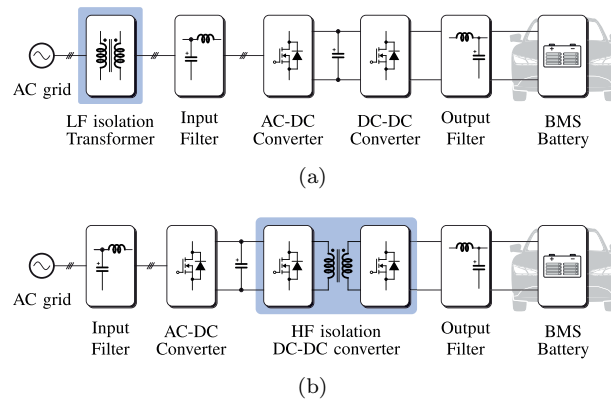 AC grid
LF isolation
Transformer
Input
Filter
AC-DC
Converter
DC-DC
Converter
Output
Filter
BMS
Battery
(a)
AC grid
Input
Filter
AC-DC
Converter
HF isolation
DC-DC converter
Output
Filter
BMS
Battery
(b)